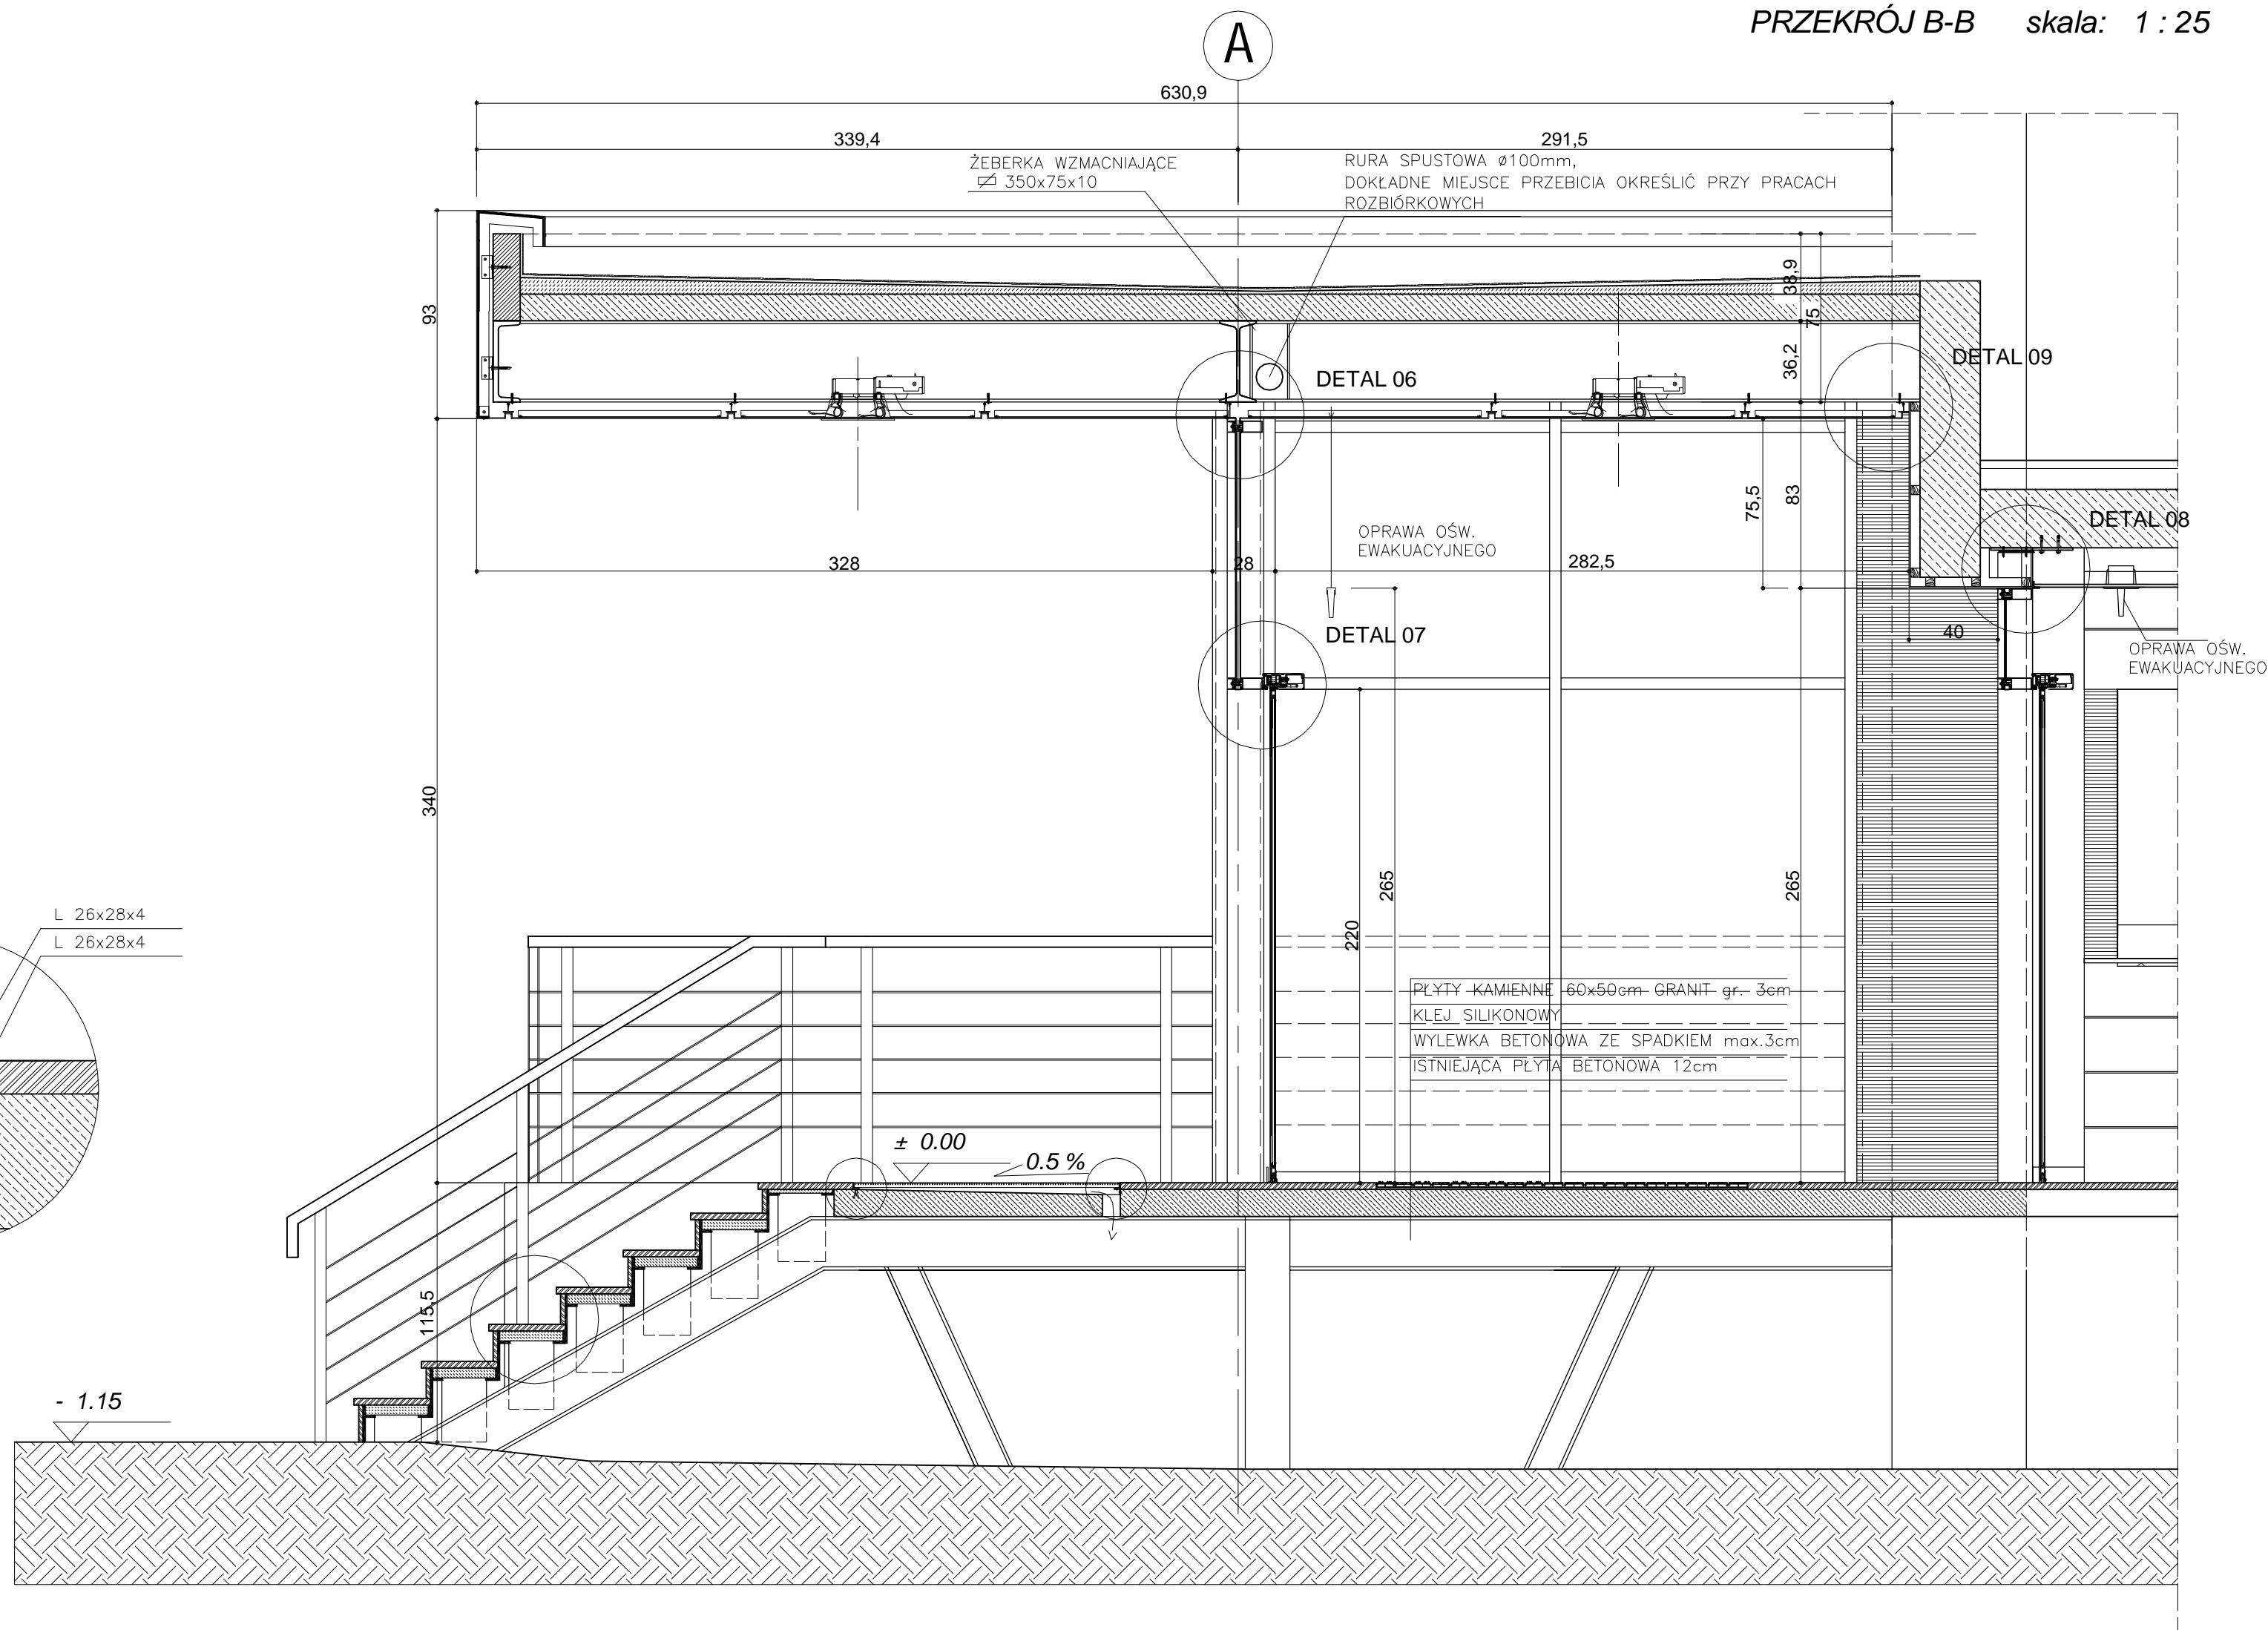 PRZEKRÓJ B-B skala: 1 : 25
A
630,9
339,4
291,5
ŻEBERKA WZMACNIAJĄCE
350x75x10
RURA SPUSTOWA Ø100mm,
DOKŁADNE MIEJSCE PRZEBICIA OKREŚLIĆ PRZY PRACACH
ROZBIÓRKOWYCH
93
38,9
75
36,2
DETAL 06
DETAL 09
75,5
83
DETAL 08
OPRAWA OŚW.
EWAKUACYJNEGO
328
28
282,5
DETAL 07
40
OPRAWA OŚW.
EWAKUACYJNEGO
340
265
265
220
L 26x28x4
L 26x28x4
PŁYTY KAMIENNE 60x50cm GRANIT gr. 3cm
KLEJ SILIKONOWY
WYLEWKA BETONOWA ZE SPADKIEM max.3cm
ISTNIEJĄCA PŁYTA BETONOWA 12cm
± 0.00
0.5 %
115,5
- 1.15